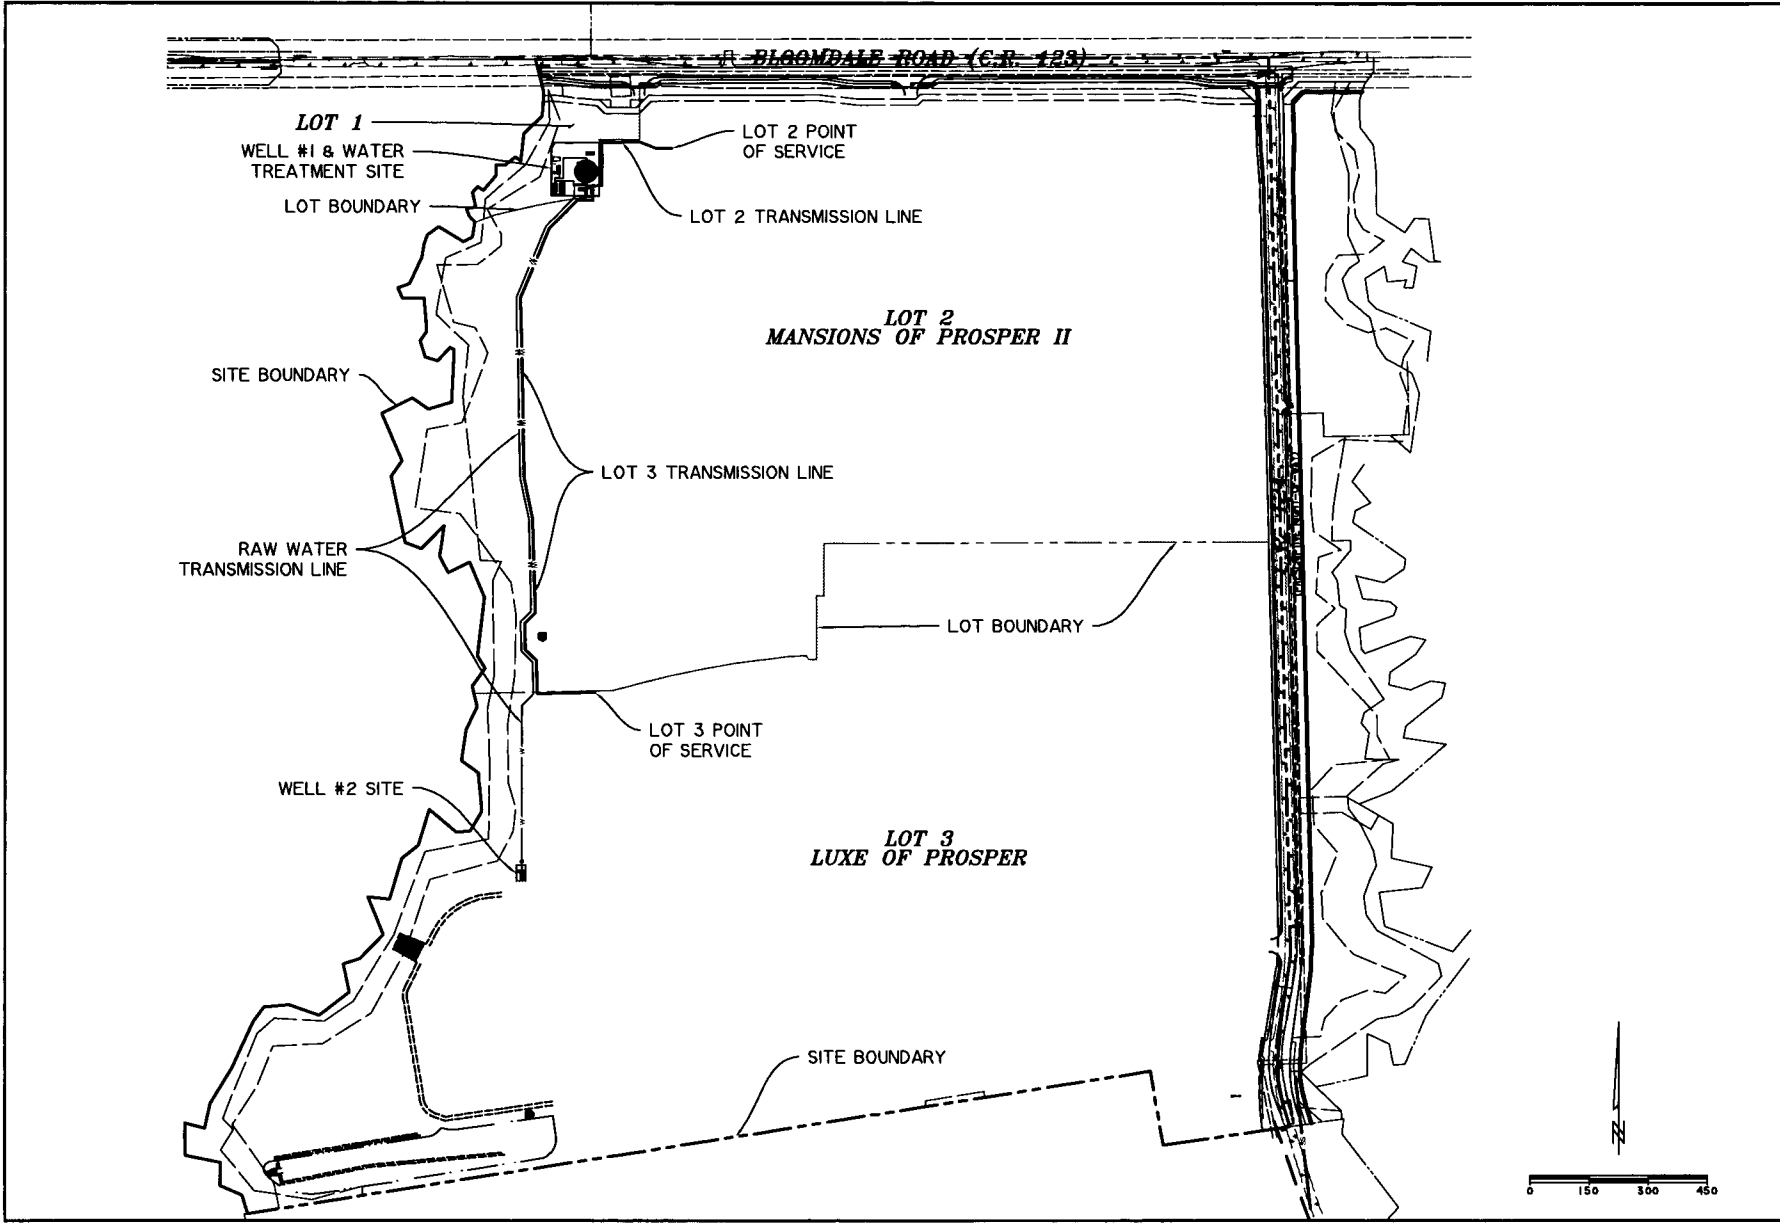 BLOOMDALE ROAD (C.R. 123)
LOT 1
WELL #1 & WATER
TREATMENT SITE
LOT 2 POINT
OF SERVICE
LOT BOUNDARY
LOT 2 TRANSMISSION LINE
LOT 2
MANSIONS OF PROSPER II
SITE BOUNDARY
LOT 3 TRANSMISSION LINE
RAW WATER
TRANSMISSION LINE
LOT BOUNDARY
LOT 3 POINT
OF SERVICE
WELL #2 SITE
LOT 3
LUXE OF PROSPER
SITE BOUNDARY
N
0 150 300 450